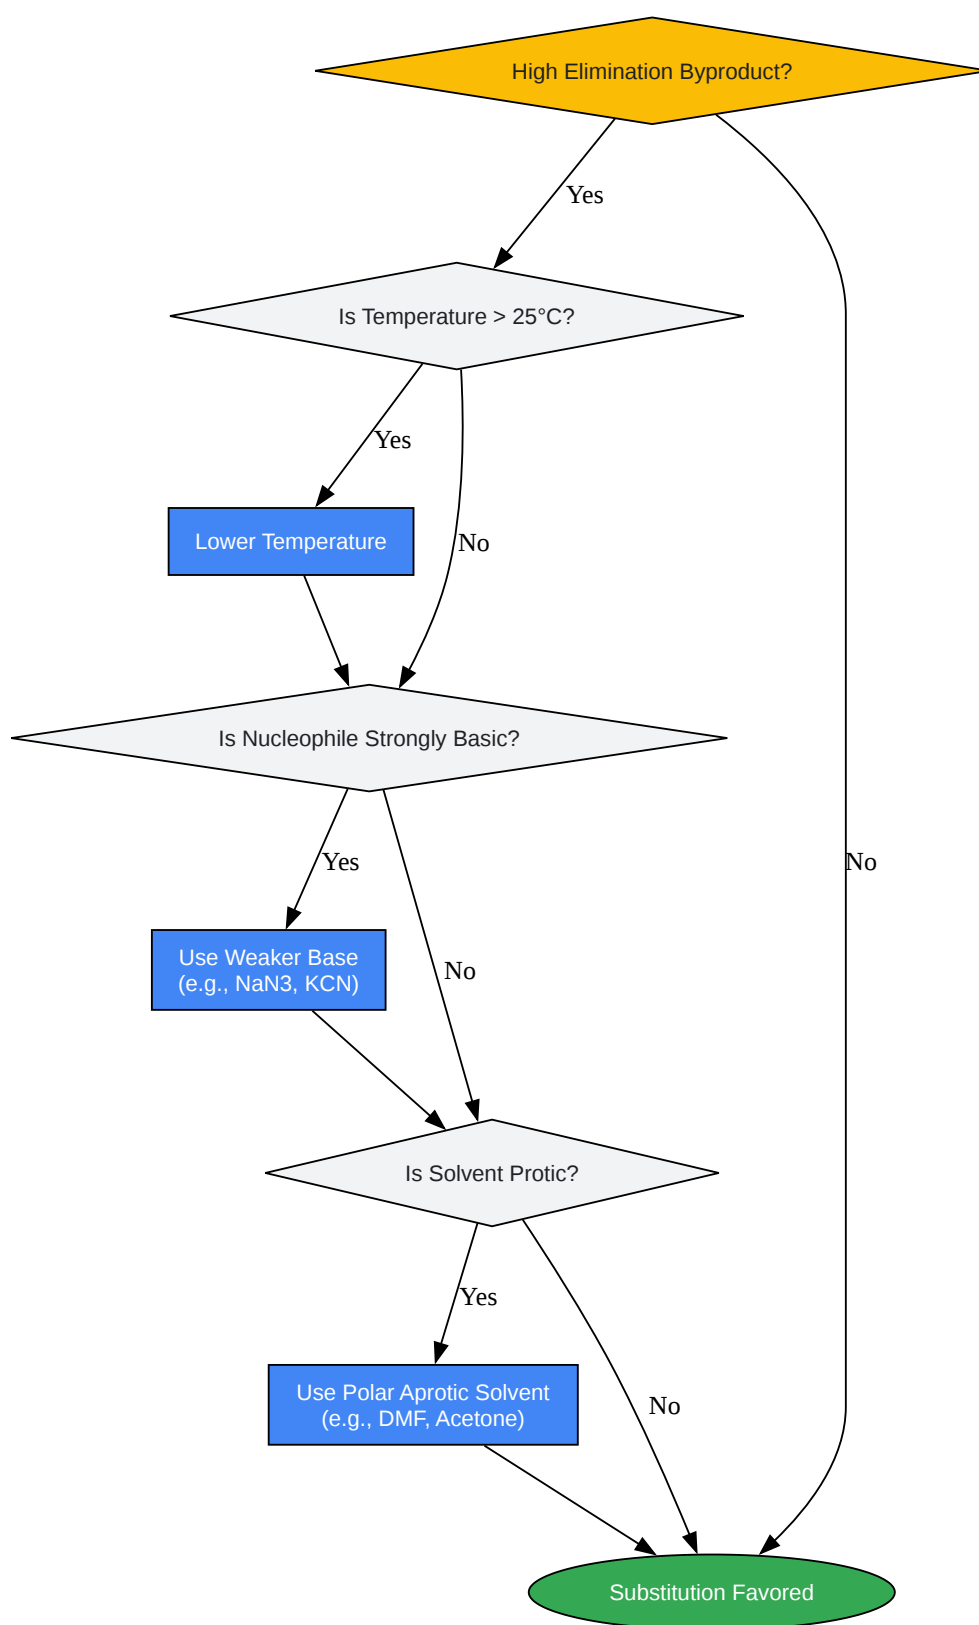 High Elimination Byproduct?
Yes
Is Temperature > 25°C?
Yes
Lower Temperature
No
Is Nucleophile Strongly Basic?
Yes
No
Use Weaker Base
(e.g., NaN3, KCN)
No
Is Solvent Protic?
Yes
Use Polar Aprotic Solvent
(e.g., DMF, Acetone)
No
Substitution Favored